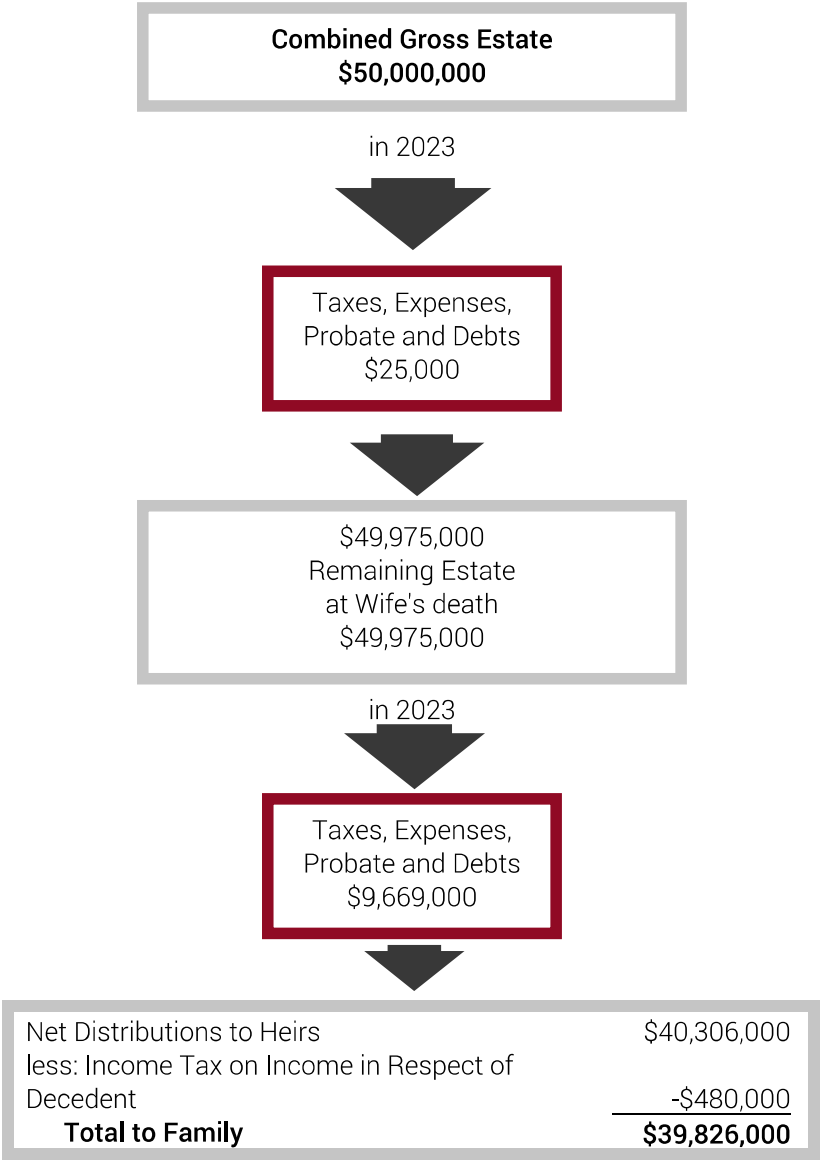 Combined Gross Estate
$50,000,000
in 2023
Taxes, Expenses,
Probate and Debts
$25,000
$49,975,000
Remaining Estate
at Wife's death
$49,975,000
in 2023
Taxes, Expenses,
Probate and Debts
$9,669,000
Net Distributions to Heirs $40,306,000
less: Income Tax on Income in Respect of
Decedent -$480,000
Total to Family $39,826,000